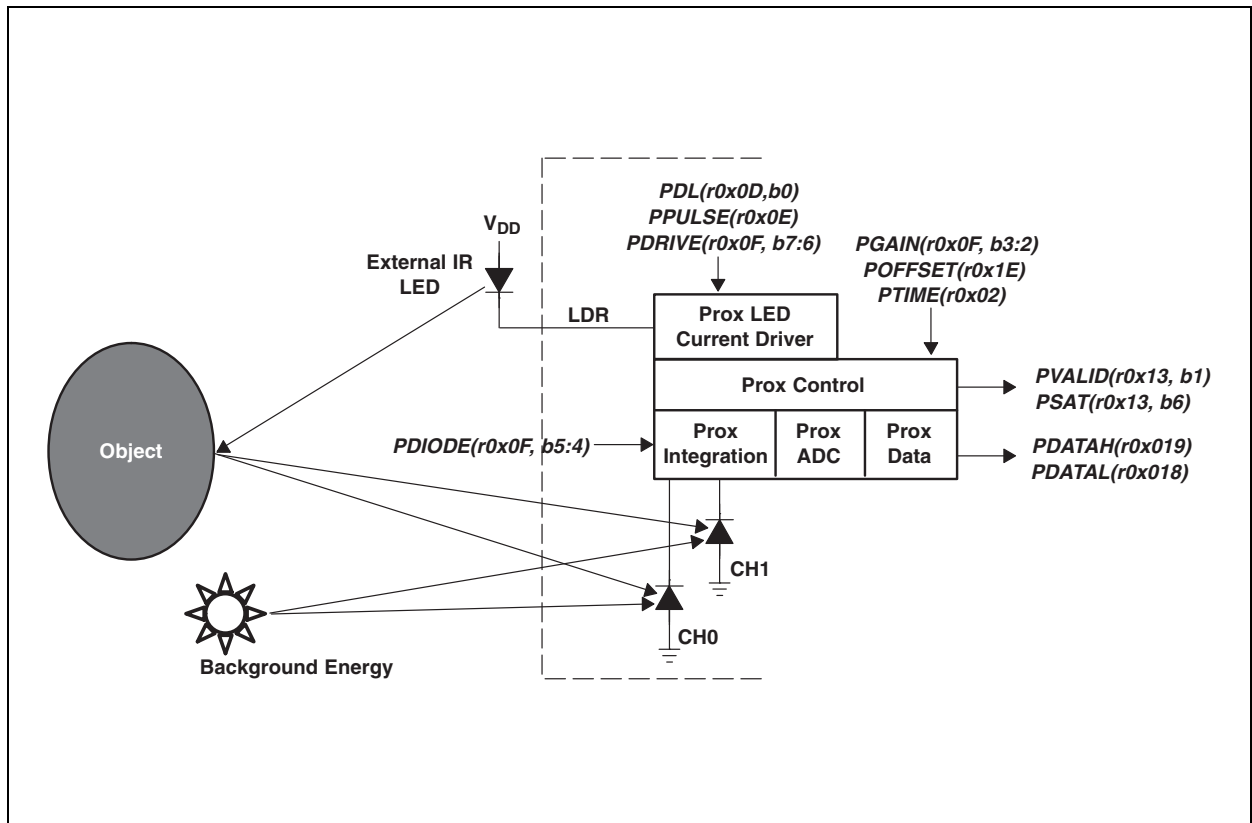 PDL(r0x0D,b0)
PPULSE(r0x0E)
PDRIVE(r0x0F, b7:6)
PGAIN(r0x0F, b3:2)
POFFSET(r0x1E)
PTIME(r0x02)
VDD
External IR
LED
LDR
Prox LED
Current Driver
Prox Control
PVALID(r0x13, b1)
PSAT(r0x13, b6)
Object
PDIODE(r0x0F, b5:4)
Prox
Integration
Prox
ADC
Prox
Data
PDATAH(r0x019)
PDATAL(r0x018)
CH1
CH0
Background Energy